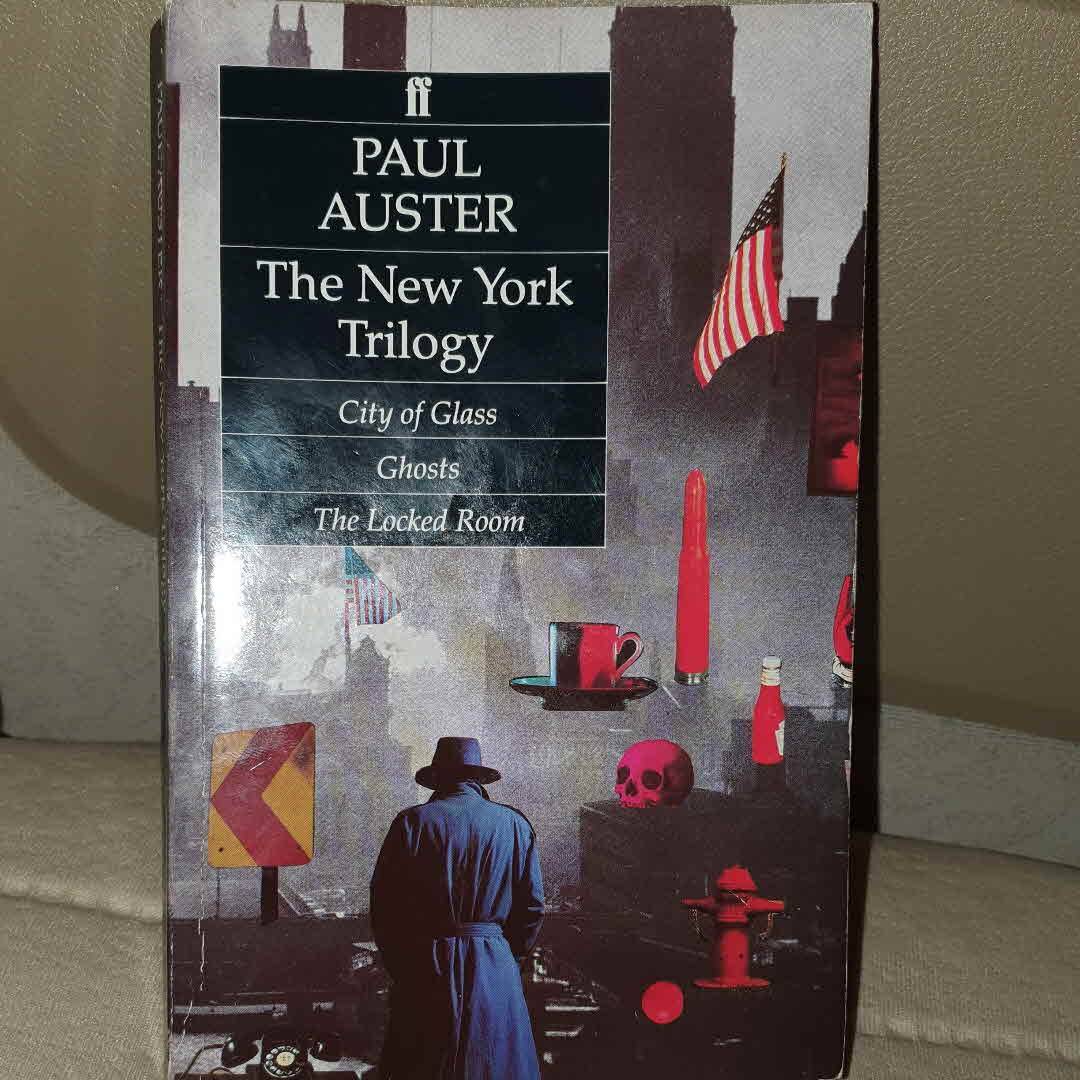 ff
PAUL
AUSTER
The New York
Trilogy
City of Glass
Ghosts
The Locked Room